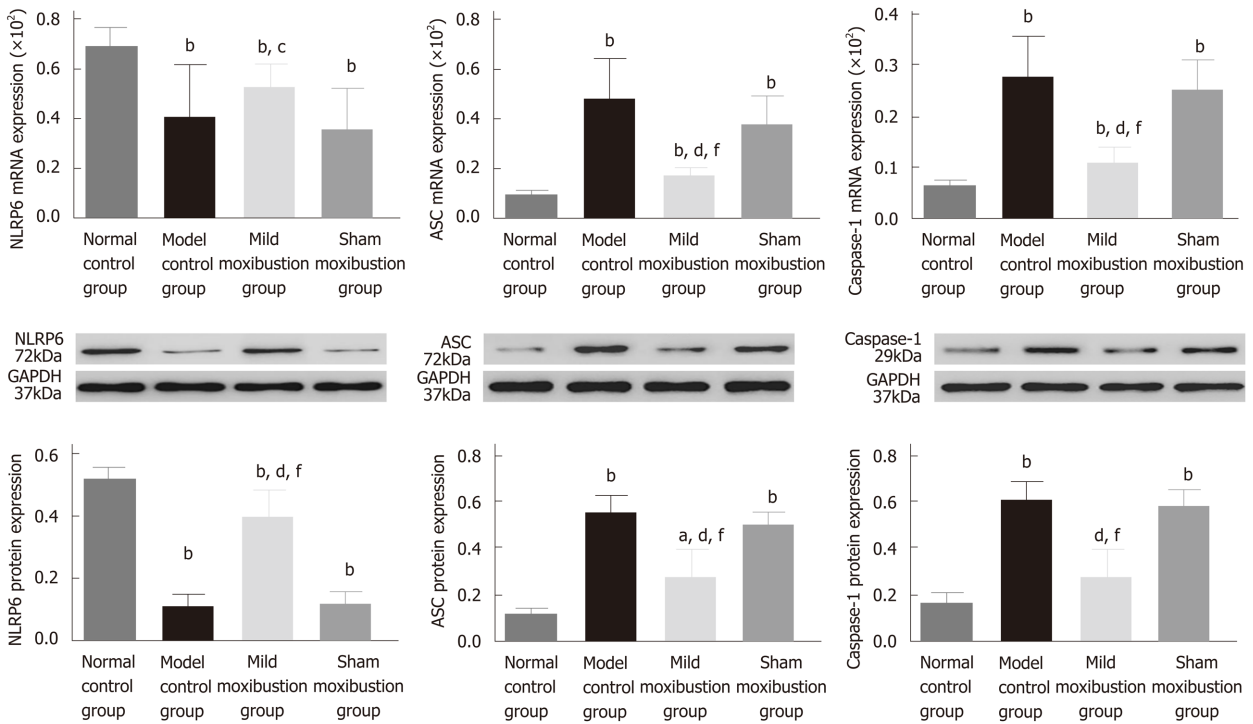 NLRP6 mRNA expression (×10²)
0.8
0.6
0.4
0.2
0.0
b
b, c
b
Normal control group
Model control group
Mild moxibustion group
Sham moxibustion group
ASC mRNA expression (×10²)
0.8
0.6
0.4
0.2
0.0
b
b, d, f
b
Normal control group
Model control group
Mild moxibustion group
Sham moxibustion group
Caspase-1 mRNA expression (×10²)
0.4
0.3
0.2
0.1
0.0
b
b, d, f
b
Normal control group
Model control group
Mild moxibustion group
Sham moxibustion group
NLRP6
72kDa
GAPDH
37kDa
ASC
72kDa
GAPDH
37kDa
Caspase-1
29kDa
GAPDH
37kDa
NLRP6 protein expression
0.6
0.4
0.2
0.0
b
b, d, f
b
Normal control group
Model control group
Mild moxibustion group
Sham moxibustion group
ASC protein expression
0.8
0.6
0.4
0.2
0.0
b
a, d, f
b
Normal control group
Model control group
Mild moxibustion group
Sham moxibustion group
Caspase-1 protein expression
0.8
0.6
0.4
0.2
0.0
b
d, f
b
Normal control group
Model control group
Mild moxibustion group
Sham moxibustion group